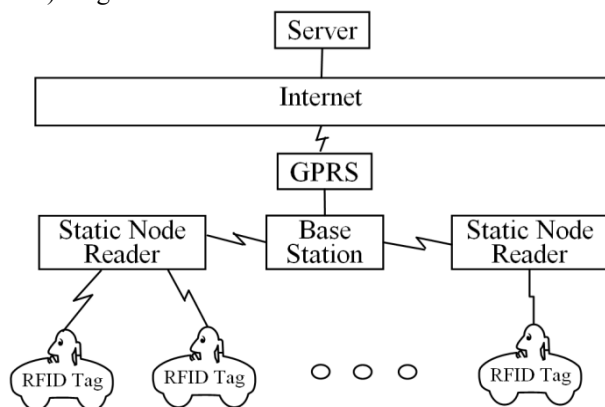 Server
Internet
GPRS
Static Node
Reader
Base
Station
Static Node
Reader
RFID Tag
RFID Tag
RFID Tag